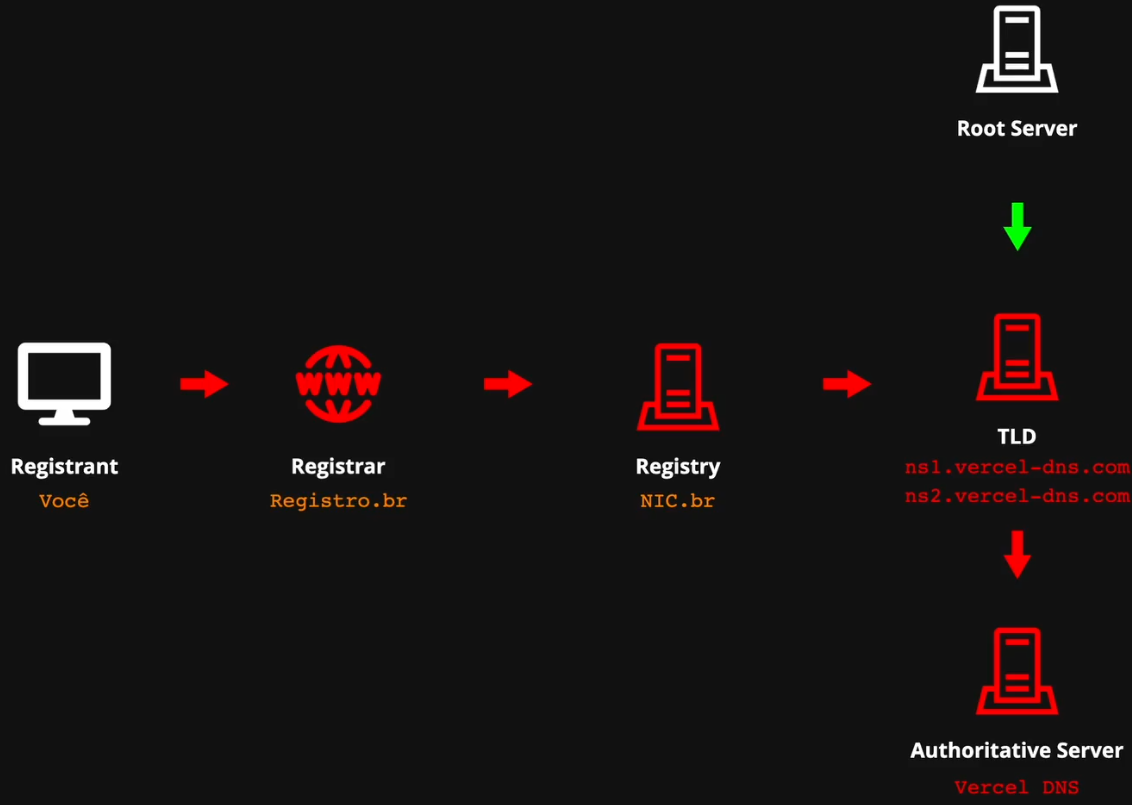 Root Server
WWW
Registrant
Você
Registrar
Registro.br
Registry
NIC.br
TLD
ns1.vercel-dns.com
ns2.vercel-dns.com
Authoritative Server
Vercel DNS